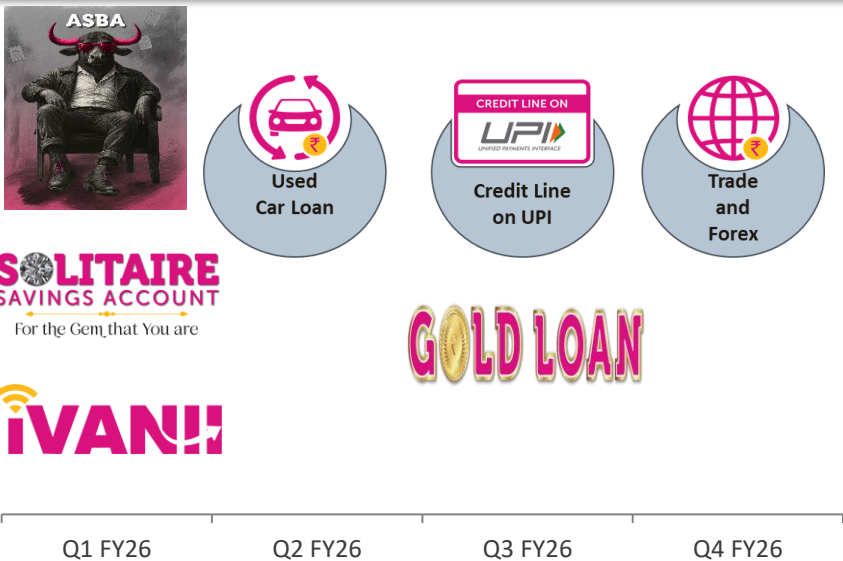 ASBA
Used
Car Loan
CREDIT LINE ON
UPI
UNIFIED PAYMENTS INTERFACE
Credit Line
on UPI
₹
₹
Trade
and
Forex
SOLITAIRE
SAVINGS ACCOUNT
For the Gem that You are
GOLD LOAN
iVANII
Q1 FY26
Q2 FY26
Q3 FY26
Q4 FY26